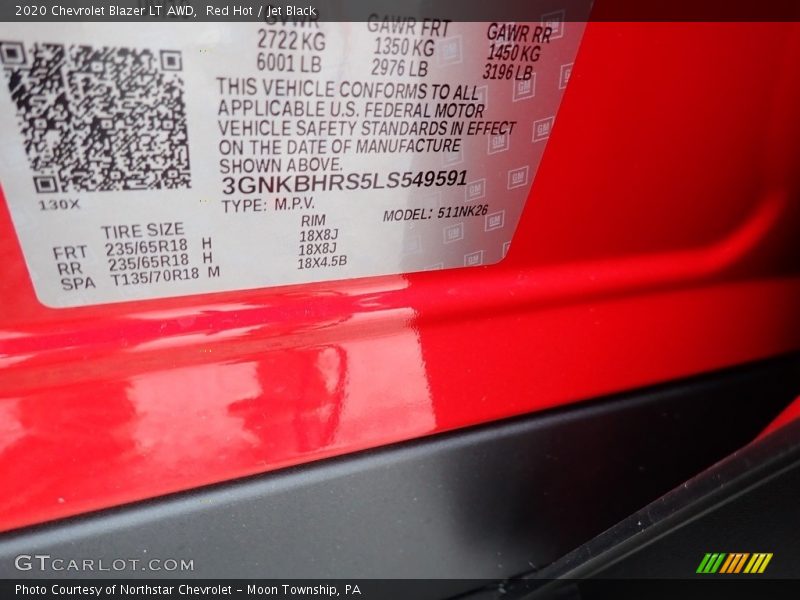 2020 Chevrolet Blazer LT AWD, Red Hot / Jet Black
GVWR GAWR FRT GAWR RR
2722 KG 1350 KG 1450 KG
6001 LB 2976 LB 3196 LB
THIS VEHICLE CONFORMS TO ALL
APPLICABLE U.S. FEDERAL MOTOR
VEHICLE SAFETY STANDARDS IN EFFECT
ON THE DATE OF MANUFACTURE
SHOWN ABOVE.
3GNKBHRS5LS549591
130X
TYPE: M.P.V. MODEL: 511NK26
TIRE SIZE RIM
FRT 235/65R18 H 18X8J
RR 235/65R18 H 18X8J
SPA T135/70R18 M 18X4.5B
GTCARLOT.COM
Photo Courtesy of Northstar Chevrolet - Moon Township, PA